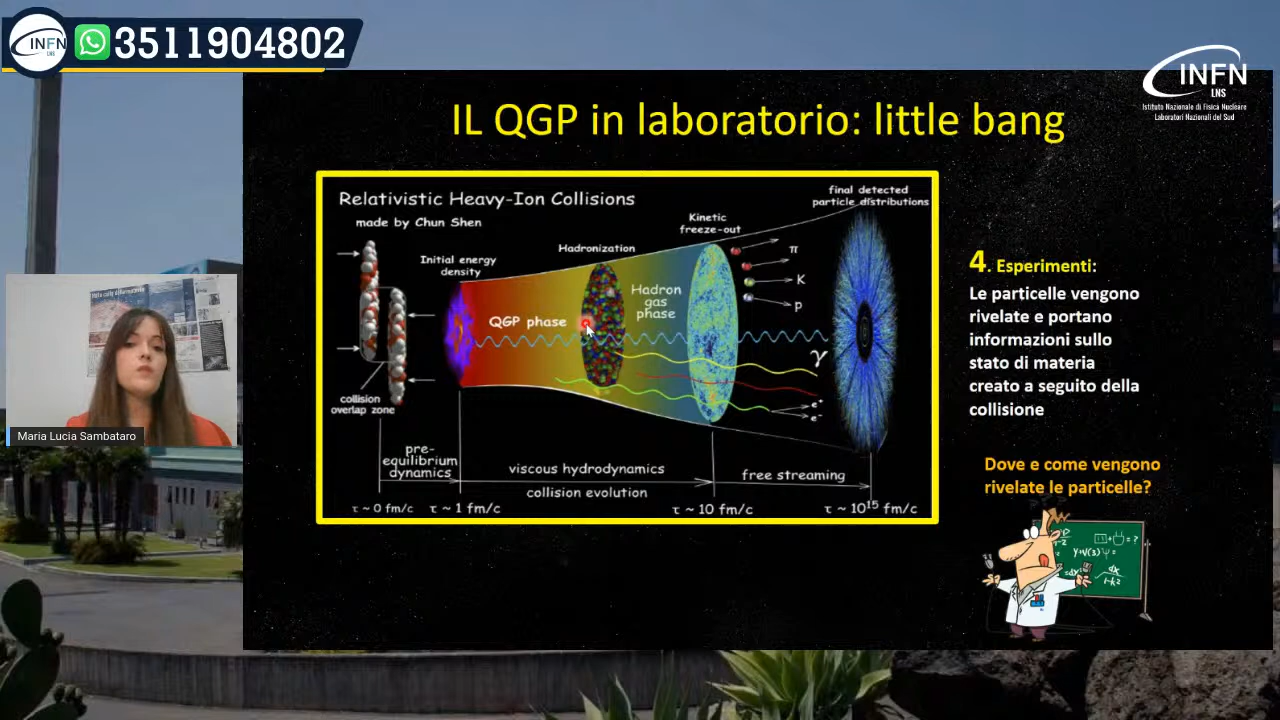 INFN
LNS
3511904802
INFN
LNS
Istituto Nazionale di Fisica Nucleare
Laboratori Nazionali del Sud
IL QGP in laboratorio: little bang
Relativistic Heavy-Ion Collisions
made by Chun Shen
final detected
particle distributions
Kinetic
freeze-out
Hadronization
Initial energy
density
QGP phase
Hadron
gas
phase
π
K
p
γ
e⁺
e⁻
collision
overlap zone
pre-
equilibrium
dynamics
viscous hydrodynamics
collision evolution
free streaming
τ ~ 0 fm/c
τ ~ 1 fm/c
τ ~ 10 fm/c
τ ~ 10¹⁵ fm/c
4. Esperimenti:
Le particelle vengono
rivelate e portano
informazioni sullo
stato di materia
creato a seguito della
collisione
Dove e come vengono
rivelate le particelle?
Maria Lucia Sambataro